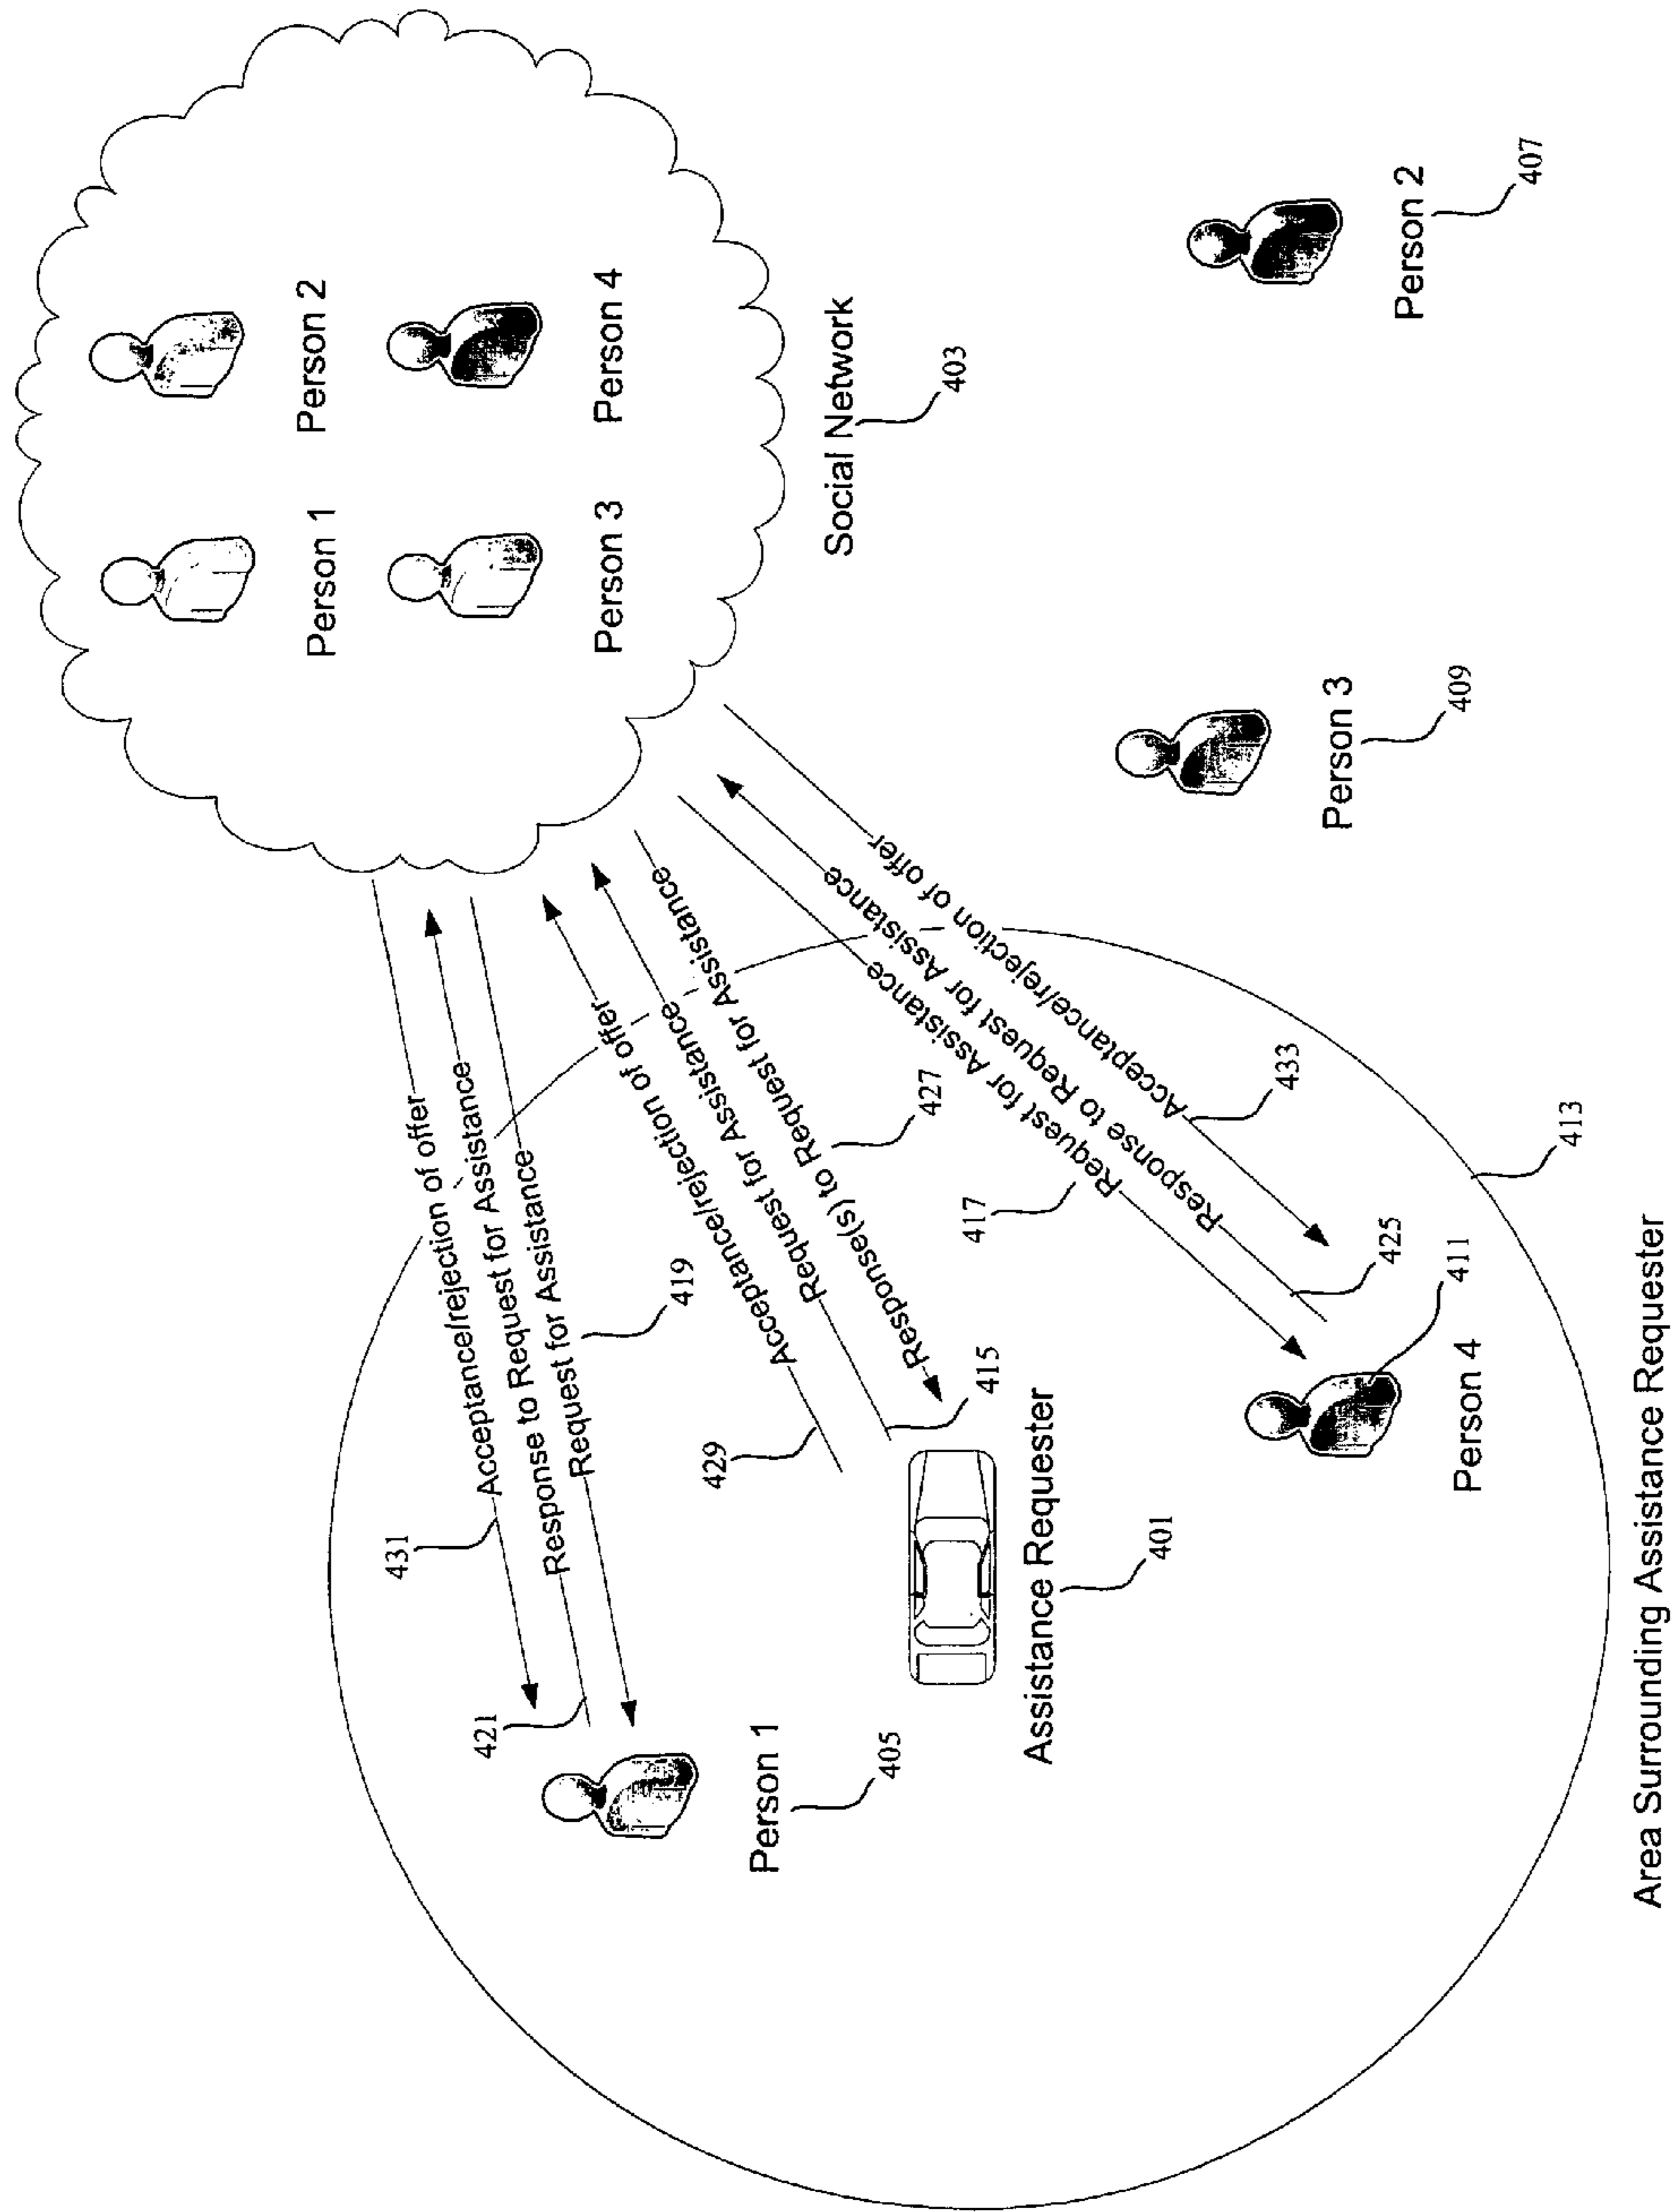 Person 1
Person 2
Person 3
Person 4
Social Network
403
Acceptance/rejection of offer
431
Response to Request for Assistance
421
Request for Assistance
419
Acceptance/rejection of offer
429
Request for Assistance
415
Response(s) to Request for Assistance
427
Request for Assistance
417
Response to Request for Assistance
425
Acceptance/rejection of offer
433
Person 1
405
Assistance Requester
401
Person 4
411
Person 3
409
Person 2
407
413
Area Surrounding Assistance Requester